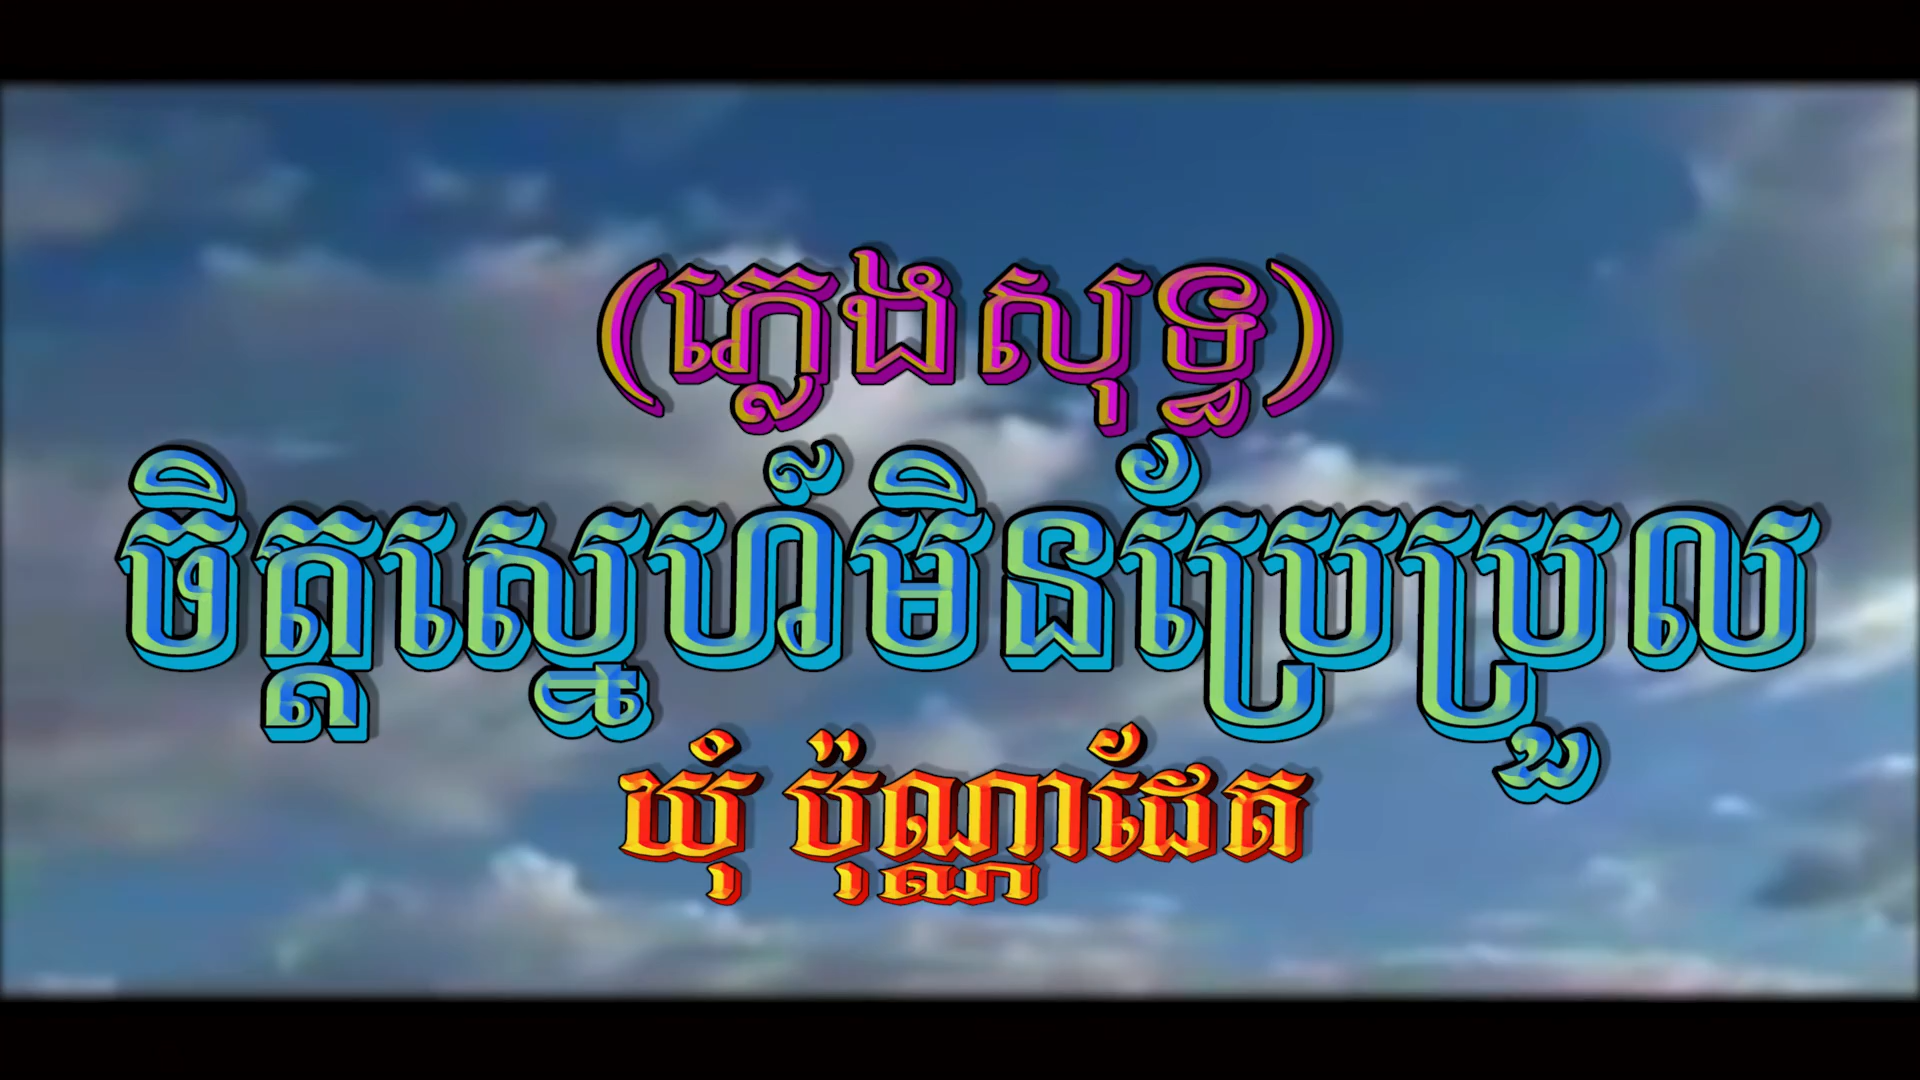 (ភ្លេងសុទ្ធ)
ចិត្តស្នេហ៍មិនប្រែប្រួល
ឃុំ ប៊ុណ្ណាដែត